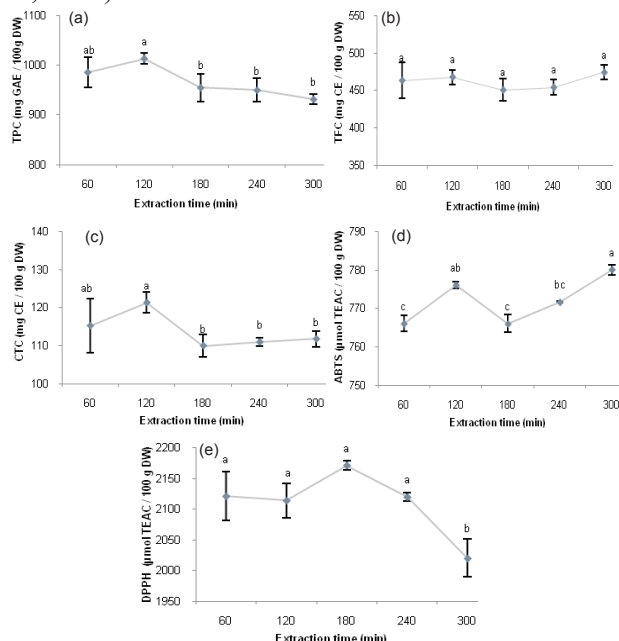 (a)
TPC (mg GAE / 100g DW)
1100
1000
900
800
ab
a
b
b
b
60 120 180 240 300
Extraction time (min)
(b)
TFC (mg CE / 100 g DW)
550
500
450
400
350
a
a
a
a
a
60 120 180 240 300
Extraction time (min)
(c)
CTC (mg CE / 100 g DW)
140
130
120
110
100
ab
a
b
b
b
60 120 180 240 300
Extraction time (min)
(d)
ABTS (µmol TEAC / 100 g DW)
790
780
770
760
750
c
ab
c
bc
a
60 120 180 240 300
Extraction time (min)
(e)
DPPH (µmol TEAC / 100 g DW)
2200
2150
2100
2050
2000
1950
a
a
a
a
b
60 120 180 240 300
Extraction time (min)